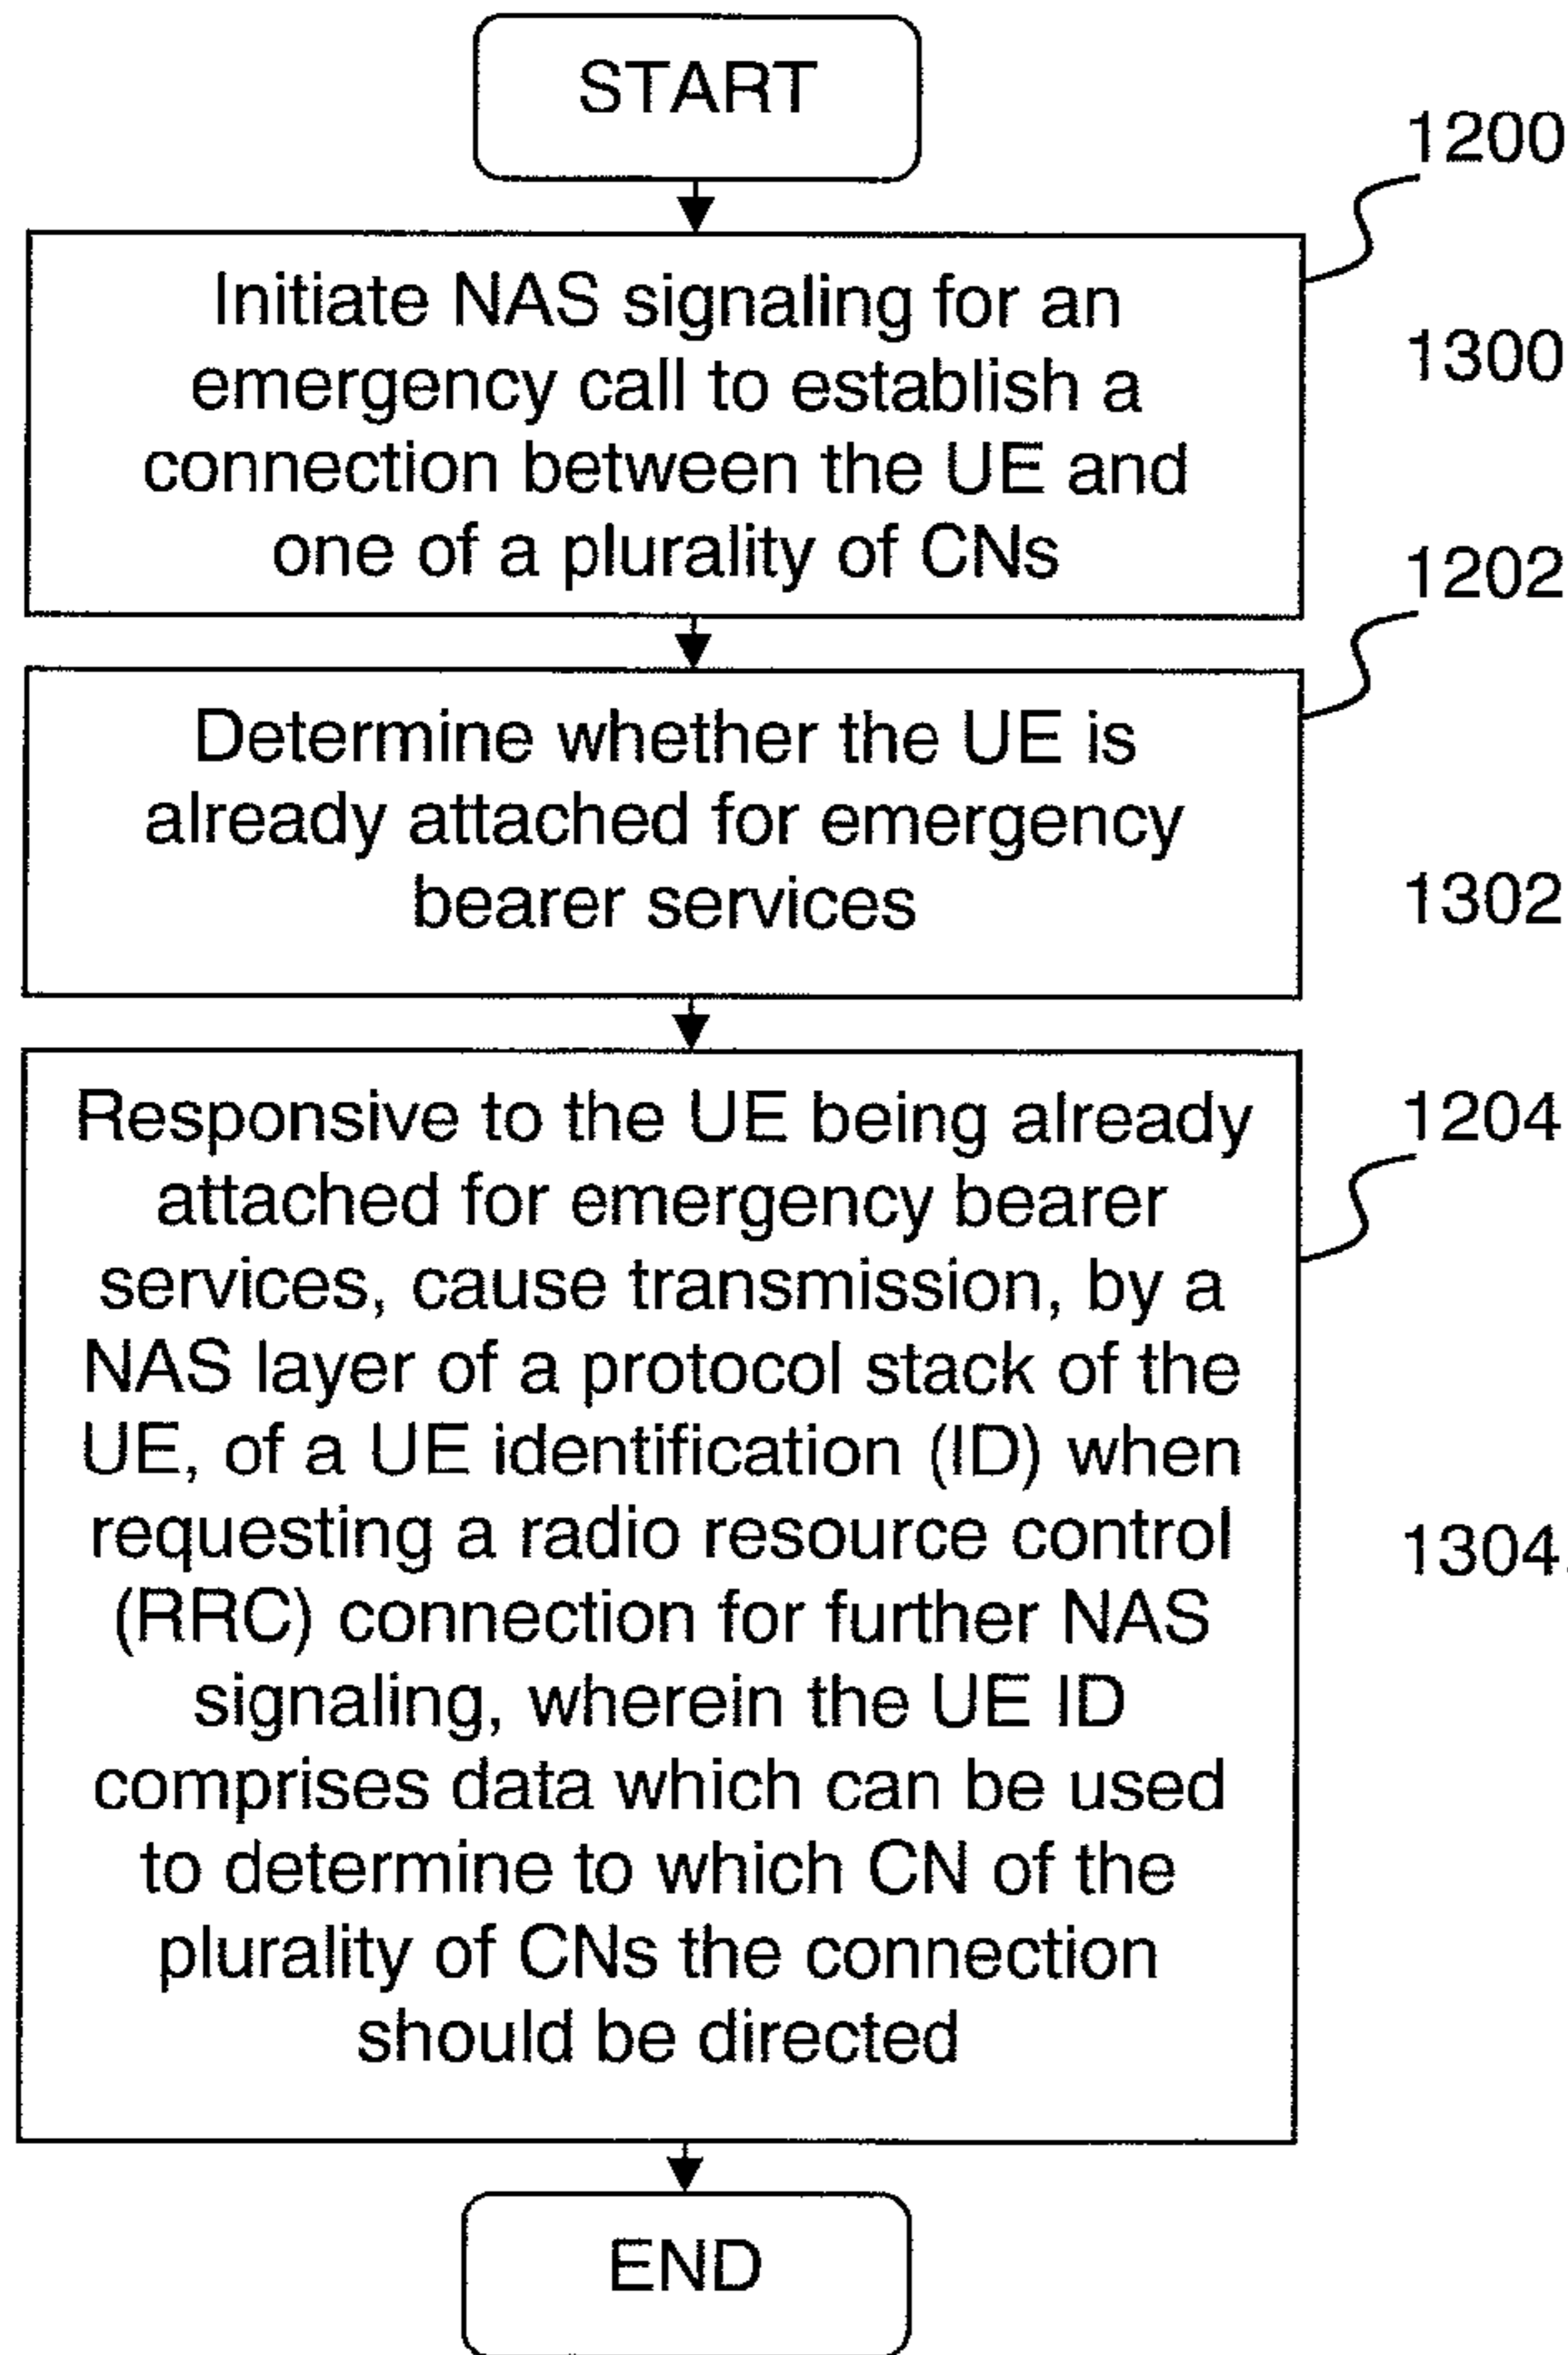 START
1200
Initiate NAS signaling for an
1300
emergency call to establish a
connection between the UE and
one of a plurality of CNs
1202
Determine whether the UE is
already attached for emergency
bearer services
1302
Responsive to the UE being already
1204
attached for emergency bearer
services, cause transmission, by a
NAS layer of a protocol stack of the
UE, of a UE identification (ID) when
requesting a radio resource control
1304
(RRC) connection for further NAS
signaling, wherein the UE ID
comprises data which can be used
to determine to which CN of the
plurality of CNs the connection
should be directed
END